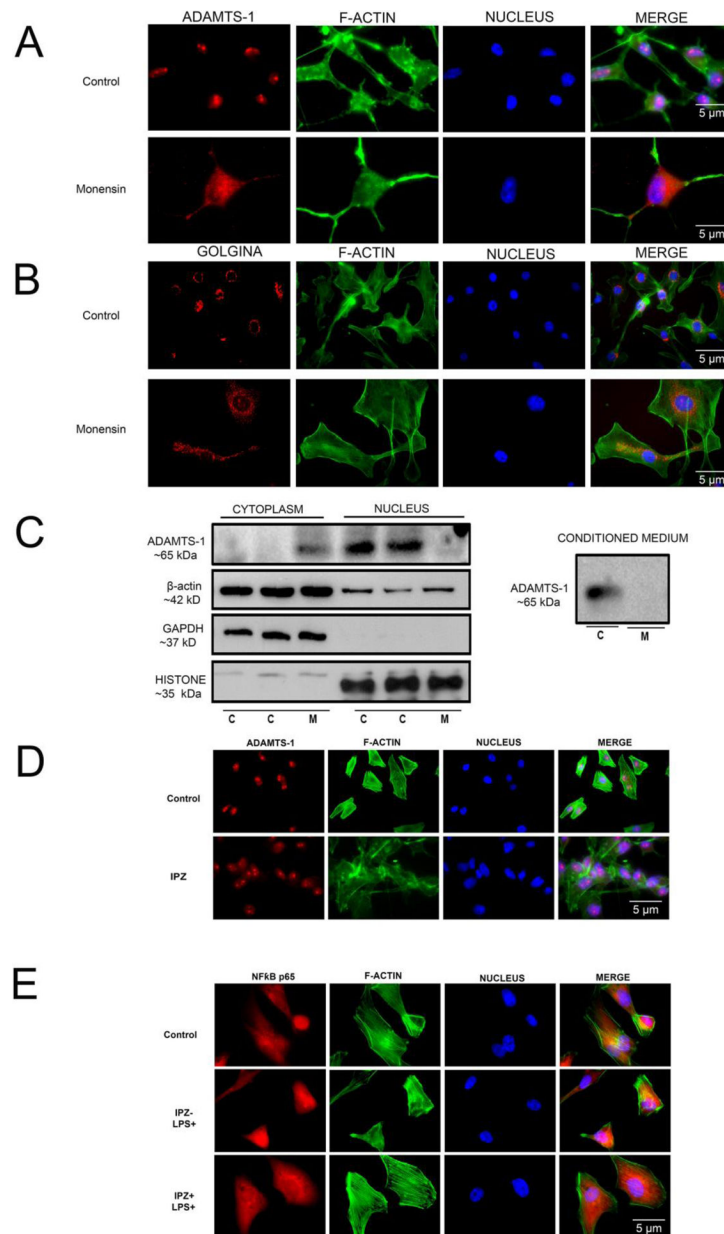 A
ADAMTS-1 F-ACTIN NUCLEUS MERGE
Control
5 µm
Monensin
5 µm
B
GOLGINA F-ACTIN NUCLEUS MERGE
Control
5 µm
Monensin
5 µm
C
CYTOPLASM NUCLEUS
ADAMTS-1
~65 kDa
β-actin
~42 kD
GAPDH
~37 kD
HISTONE
~35 kDa
C C M C C M
CONDITIONED MEDIUM
ADAMTS-1
~65 kDa
C M
D
ADAMTS-1 F-ACTIN NUCLEUS MERGE
Control
IPZ
5 µm
E
NFkB p65 F-ACTIN NUCLEUS MERGE
Control
IPZ-
LPS+
IPZ+
LPS+
5 µm